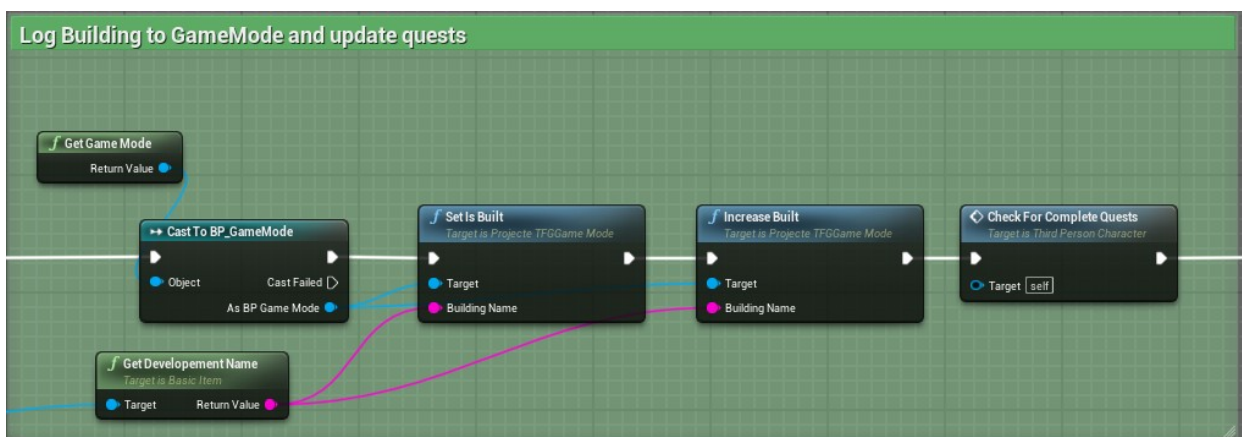 Log Building to GameMode and update quests
f Get Game Mode
Return Value
Cast To BP_GameMode
Object
Cast Failed
As BP Game Mode
f Set Is Built
Target is Projecte TFGGame Mode
Target
Building Name
f Increase Built
Target is Projecte TFGGame Mode
Target
Building Name
Check For Complete Quests
Target is Third Person Character
Target self
f Get Developement Name
Target is Basic Item
Target Return Value